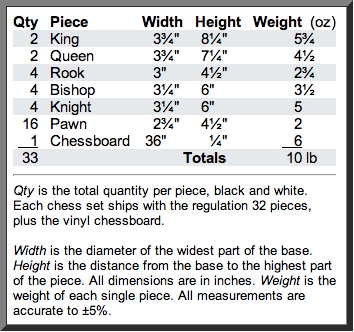 Qty Piece Width Height Weight (oz)
2 King 3¾" 8¼" 5¾
2 Queen 3¾" 7¼" 4½
4 Rook 3" 4½" 2¾
4 Bishop 3¼" 6" 3½
4 Knight 3¼" 6" 5
16 Pawn 2¾" 4½" 2
1 Chessboard 36" ¼" 6
33 Totals 10 lb
Qty is the total quantity per piece, black and white.
Each chess set ships with the regulation 32 pieces,
plus the vinyl chessboard.
Width is the diameter of the widest part of the base.
Height is the distance from the base to the highest part
of the piece. All dimensions are in inches. Weight is the
weight of each single piece. All measurements are
accurate to ±5%.